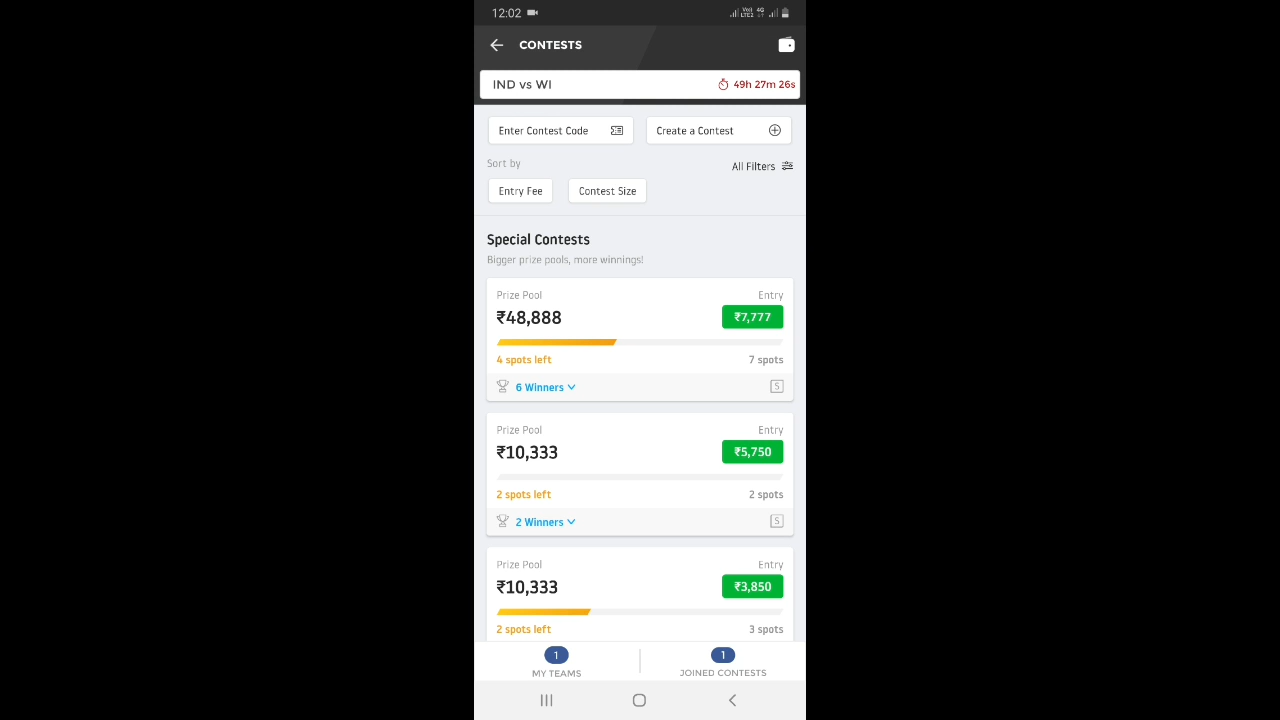 12:02
Vo) 4G
LTE2
CONTESTS
IND vs WI 49h 27m 26s
Enter Contest Code Create a Contest
Sort by All Filters
Entry Fee Contest Size
Special Contests
Bigger prize pools, more winnings!
Prize Pool Entry
₹48,888 ₹7,777
4 spots left 7 spots
6 Winners S
Prize Pool Entry
₹10,333 ₹5,750
2 spots left 2 spots
2 Winners S
Prize Pool Entry
₹10,333 ₹3,850
2 spots left 3 spots
1 1
MY TEAMS JOINED CONTESTS